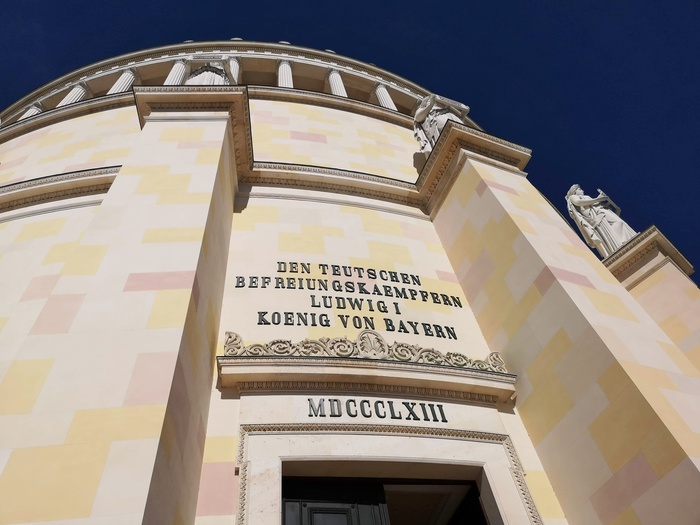 DEN TEUTSCHEN
BEFREIUNGSKAEMPFERN
LUDWIG I
KOENIG VON BAYERN
MDCCCLXIII